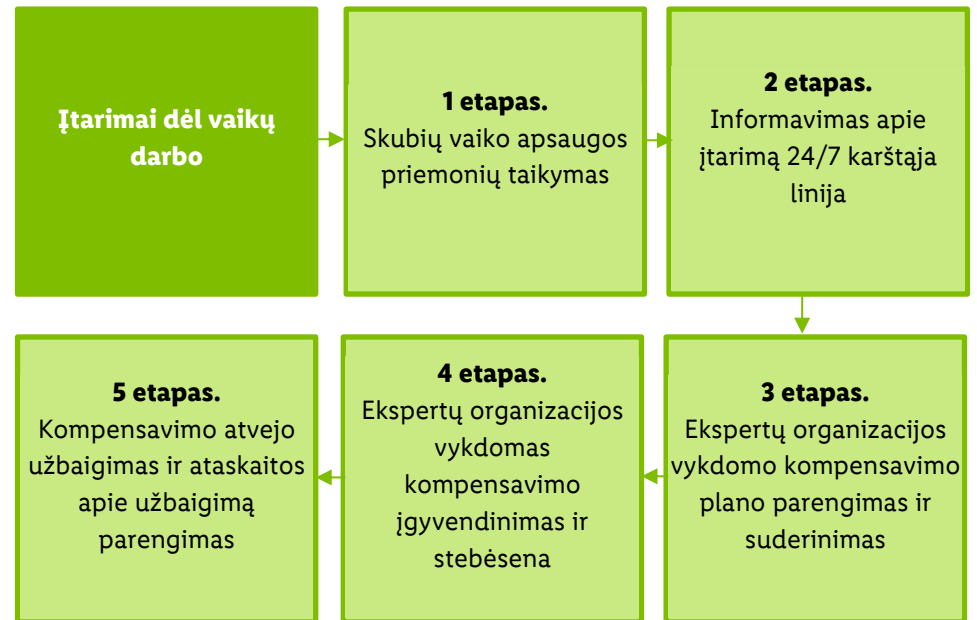 Įtarimai dėl vaikų
darbo
1 etapas.
Skubių vaiko apsaugos
priemonių taikymas
2 etapas.
Informavimas apie
įtarimą 24/7 karštąja
linija
3 etapas.
Ekspertų organizacijos
vykdomo kompensavimo
plano parengimas ir
suderinimas
4 etapas.
Ekspertų organizacijos
vykdomas
kompensavimo
įgyvendinimas ir
stebėsena
5 etapas.
Kompensavimo atvejo
užbaigimas ir ataskaitos
apie užbaigimą
parengimas